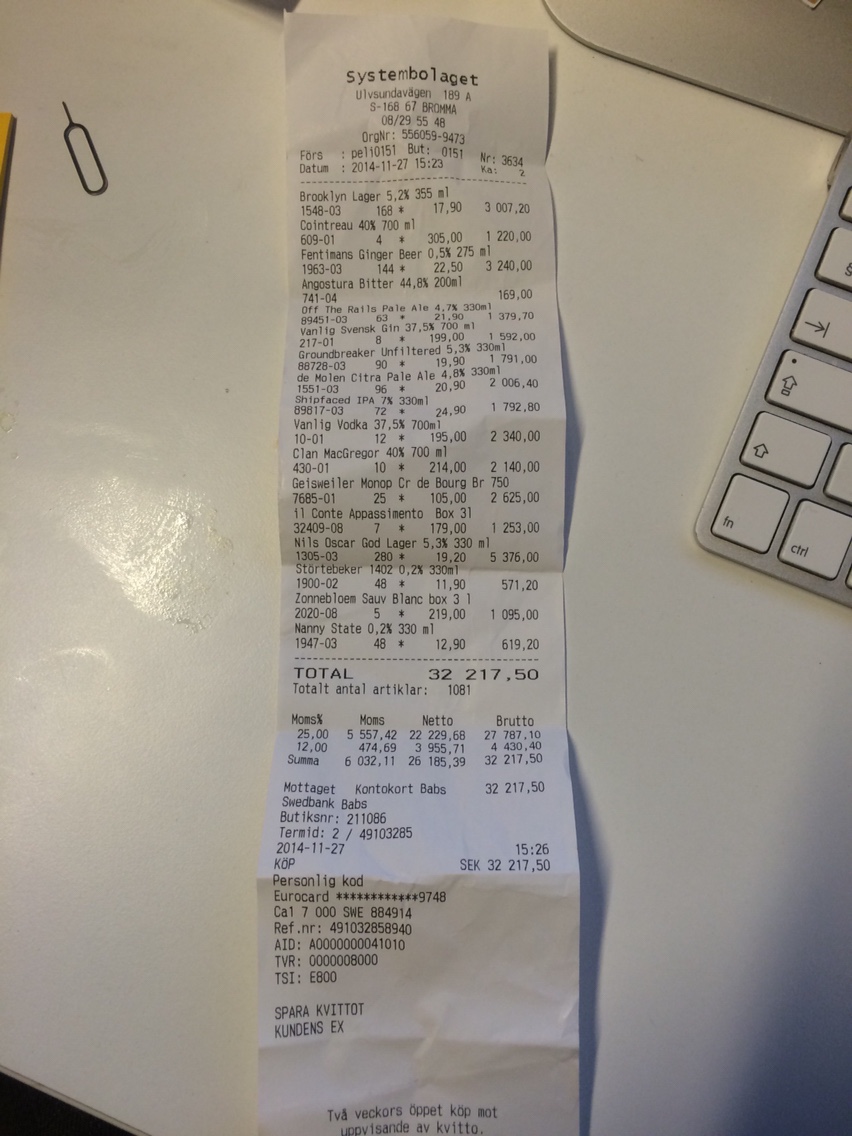 Systembolaget
Ulvsundavägen 189 A
S-168 67 BROMMA
08/29 55 48
OrgNr: 556059-9473
Förs : peli0151 But: 0151 Nr: 3634
Datum : 2014-11-27 15:23 Ka: 2
Brooklyn Lager 5,2% 355 ml
1548-03 168 * 17,90 3 007,20
Cointreau 40% 700 ml
609-01 4 * 305,00 1 220,00
Fentimans Ginger Beer 0,5% 275 ml
1963-03 144 * 22,50 3 240,00
Angostura Bitter 44,8% 200ml
741-04 169,00
Off The Rails Pale Ale 4,7% 330ml
89451-03 63 * 21,90 1 379,70
Vanlig Svensk Gin 37,5% 700 ml
217-01 8 * 199,00 1 592,00
Groundbreaker Unfiltered 5,3% 330ml
88728-03 90 * 19,90 1 791,00
de Molen Citra Pale Ale 4,8% 330ml
1551-03 96 * 20,90 2 006,40
Shipfaced IPA 7% 330ml
89817-03 72 * 24,90 1 792,80
Vanlig Vodka 37,5% 700ml
10-01 12 * 195,00 2 340,00
Clan MacGregor 40% 700 ml
430-01 10 * 214,00 2 140,00
Geisweiler Monop Cr de Bourg Br 750
7685-01 25 * 105,00 2 625,00
il Conte Appassimento Box 3l
32409-08 7 * 179,00 1 253,00
Nils Oscar God Lager 5,3% 330 ml
1305-03 280 * 19,20 5 376,00
Störtebeker 1402 0,2% 330ml
1900-02 48 * 11,90 571,20
Zonnebloem Sauv Blanc box 3 l
2020-08 5 * 219,00 1 095,00
Nanny State 0,2% 330 ml
1947-03 48 * 12,90 619,20
TOTAL 32 217,50
Totalt antal artiklar: 1081
Moms% Moms Netto Brutto
25,00 5 557,42 22 229,68 27 787,10
12,00 474,69 3 955,71 4 430,40
Summa 6 032,11 26 185,39 32 217,50
Mottaget Kontokort Babs 32 217,50
Swedbank Babs
Butiksnr: 211086
Termid: 2 / 49103285
2014-11-27 15:26
KÖP SEK 32 217,50
Personlig kod
Eurocard ************9748
Ca1 7 000 SWE 884914
Ref.nr: 491032858940
AID: A0000000041010
TVR: 0000008000
TSI: E800
SPARA KVITTOT
KUNDENS EX
Två veckors öppet köp mot
uppvisande av kvitto.
§
fn
ctrl